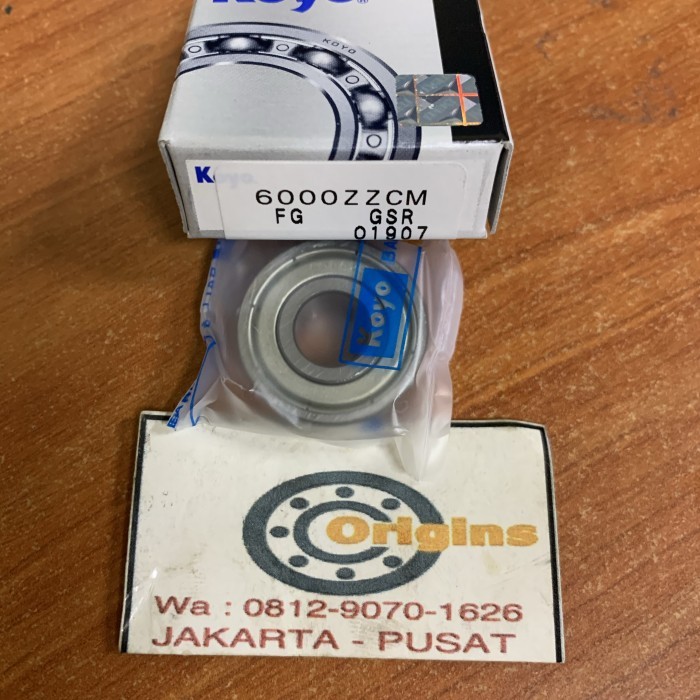 Koyo®
KOYO
Koyo
6000ZZCM
FG GSR
01907
Koyo
Origins
Wa : 0812-9070-1626
JAKARTA - PUSAT